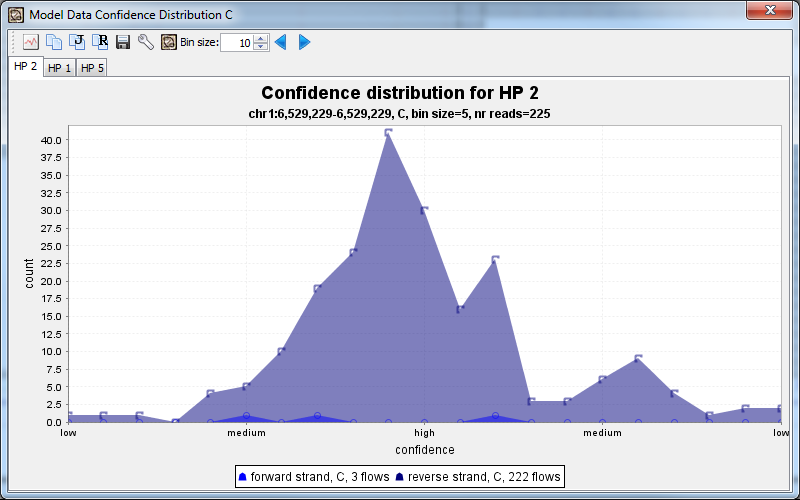 Model Data Confidence Distribution C
J R Bin size: 10
HP 2 HP 1 HP 5
Confidence distribution for HP 2
chr1:6,529,229-6,529,229, C, bin size=5, nr reads=225
40.0
37.5
35.0
32.5
30.0
27.5
25.0
22.5
20.0
17.5
15.0
12.5
10.0
7.5
5.0
2.5
0.0
count
low medium high medium low
confidence
forward strand, C, 3 flows reverse strand, C, 222 flows